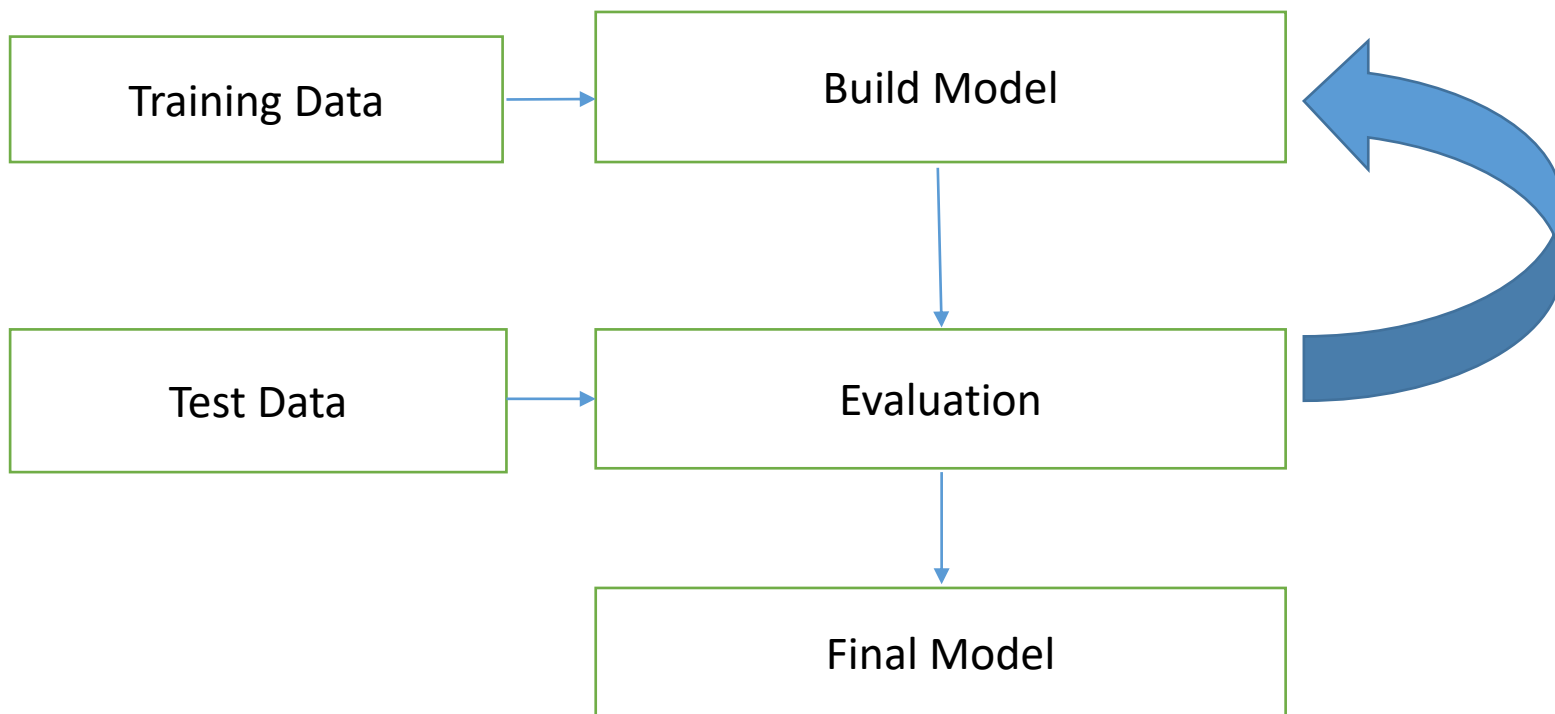 Training Data
Build Model
Test Data
Evaluation
Final Model